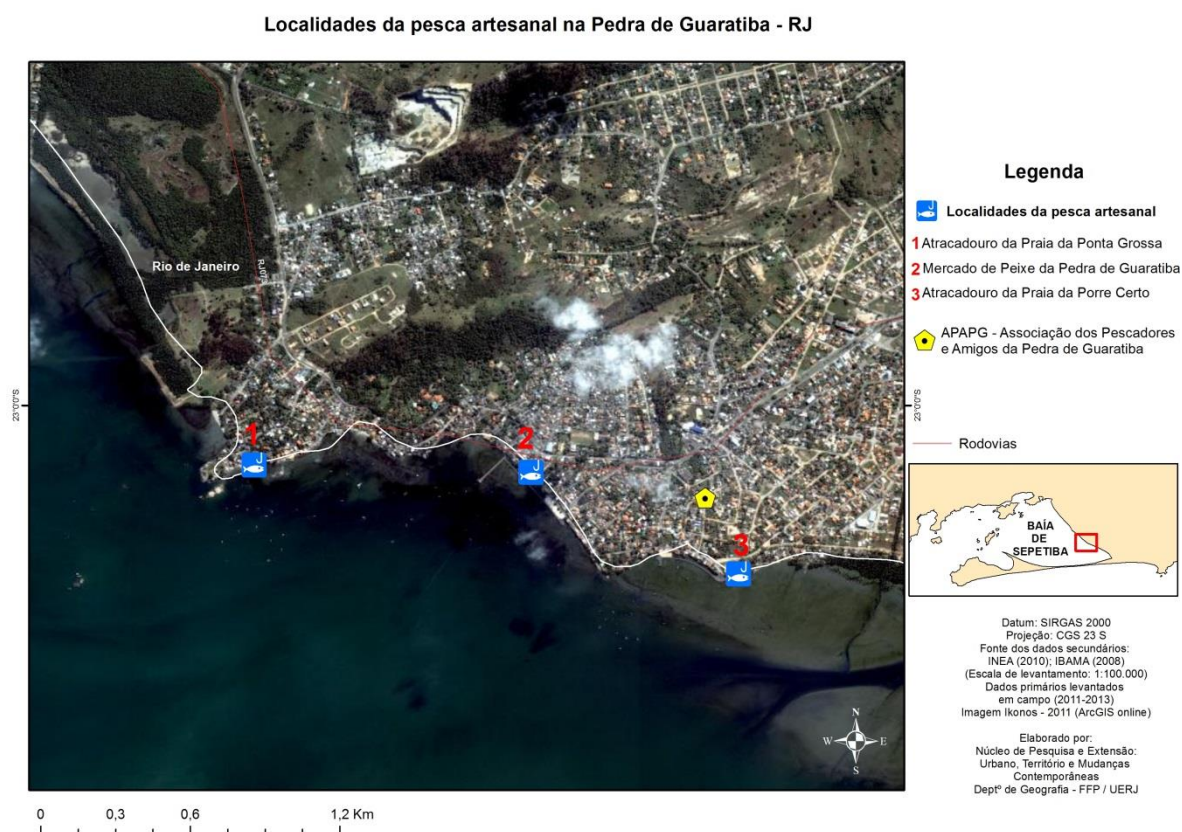 Localidades da pesca artesanal na Pedra de Guaratiba - RJ
Rio de Janeiro
23°0'0"S
1
2
3
23°0'0"S
N
W
E
S
0 0,3 0,6 1,2 Km
Legenda
Localidades da pesca artesanal
1 Atracadouro da Praia da Ponta Grossa
2 Mercado de Peixe da Pedra de Guaratiba
3 Atracadouro da Praia da Porre Certo
APAPG - Associação dos Pescadores
e Amigos da Pedra de Guaratiba
Rodovias
BAÍA
DE
SEPETIBA
Datum: SIRGAS 2000
Projeção: CGS 23 S
Fonte dos dados secundários:
INEA (2010); IBAMA (2008)
(Escala de levantamento: 1:100.000)
Dados primários levantados
em campo (2011-2013)
Imagem Ikonos - 2011 (ArcGIS online)
Elaborado por:
Núcleo de Pesquisa e Extensão:
Urbano, Território e Mudanças
Contemporâneas
Deptº de Geografia - FFP / UERJ